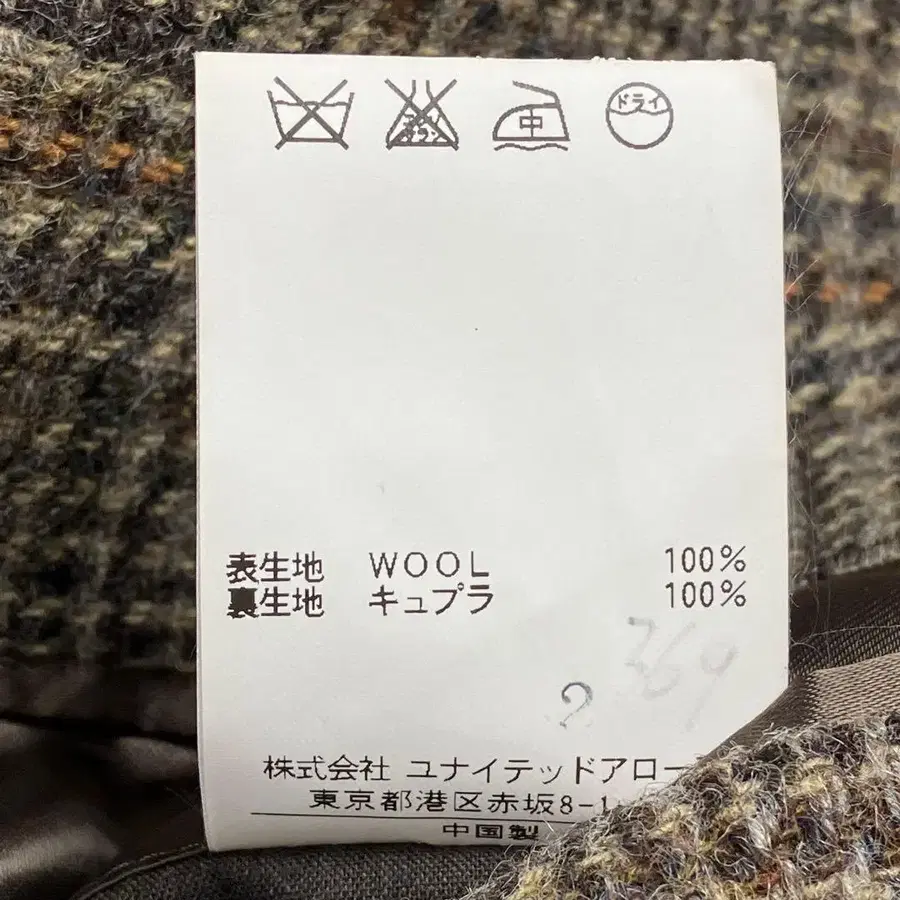 中 ドライ
表生地 WOOL 100%
裏生地 キュプラ 100%
369
2
株式会社 ユナイテッドアロー
東京都港区赤坂8-1
中国製